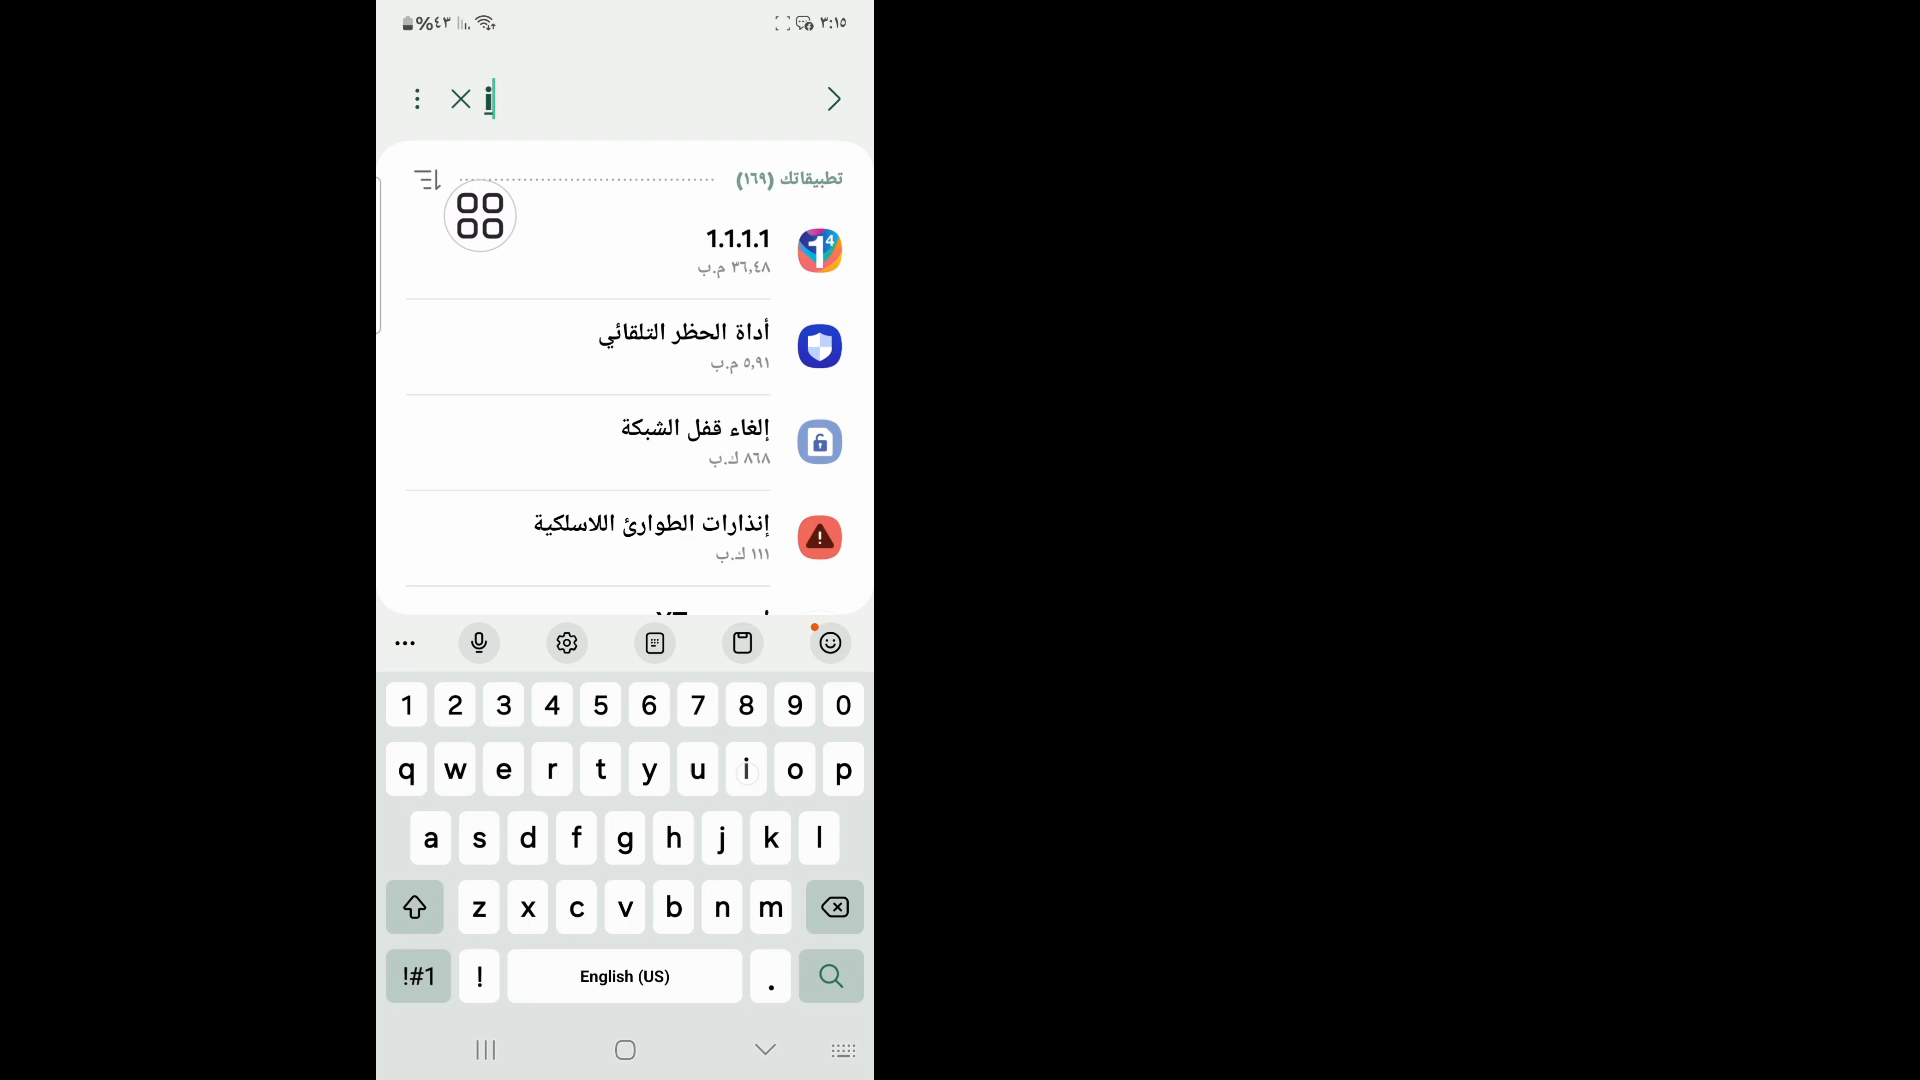 ٣:١٥ %٤٣
i
تطبيقاتك (١٦٩)
1.1.1.1
٣٦,٤٨ م.ب
أداة الحظر التلقائي
٥,٩١ م.ب
إلغاء قفل الشبكة
٨٦٨ ك.ب
إنذارات الطوارئ اللاسلكية
١١١ ك.ب
1 2 3 4 5 6 7 8 9 0
q w e r t y u i o p
a s d f g h j k l
z x c v b n m
!#1 ! English (US) .